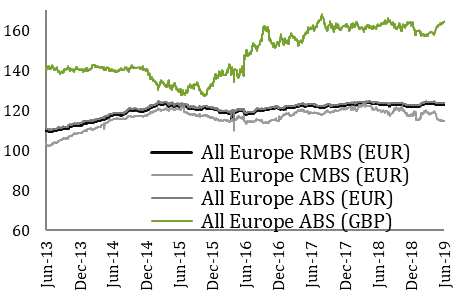 160
140
120
100
80
60
All Europe RMBS (EUR)
All Europe CMBS (EUR)
All Europe ABS (EUR)
All Europe ABS (GBP)
Jun-13
Dec-13
Jun-14
Dec-14
Jun-15
Dec-15
Jun-16
Dec-16
Jun-17
Dec-17
Jun-18
Dec-18
Jun-19